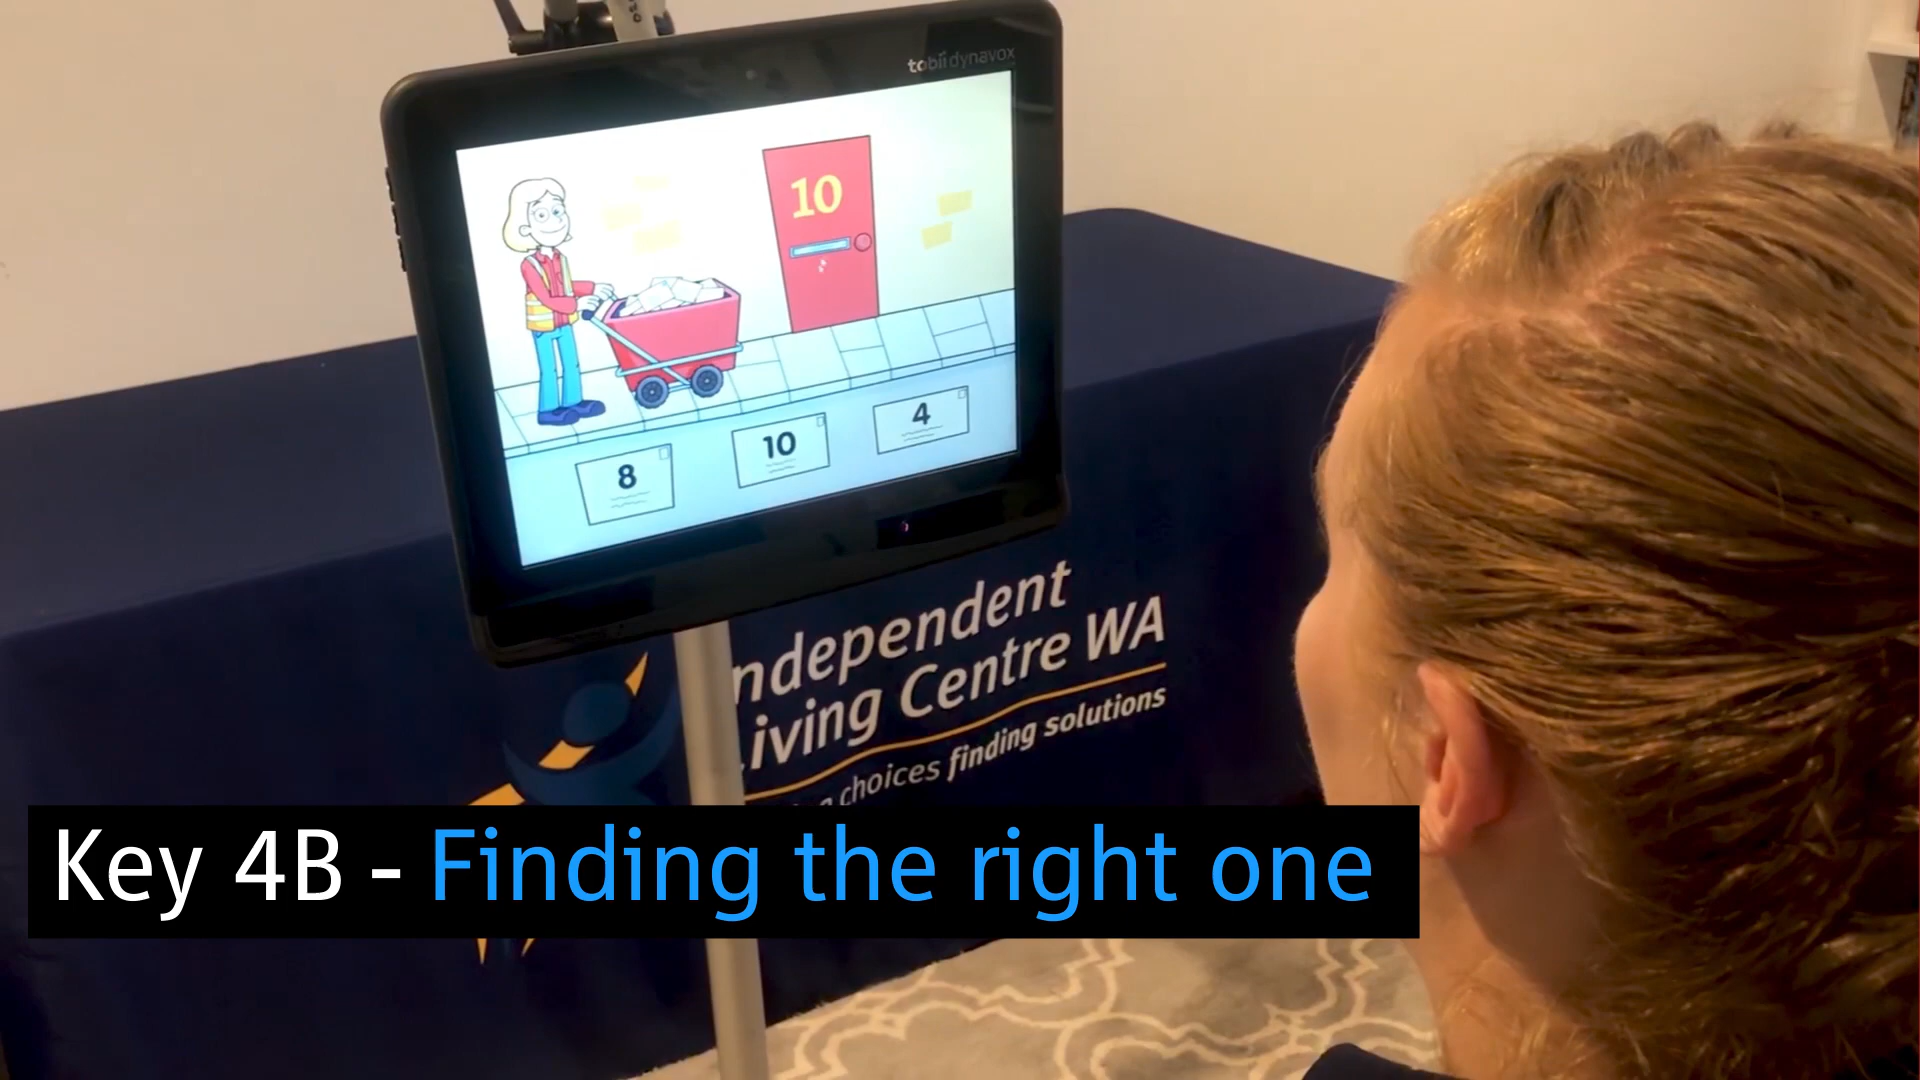 tobii dynavox
10
8
10
4
ndependent
iving Centre WA
choices finding solutions
Key 4B - Finding the right one